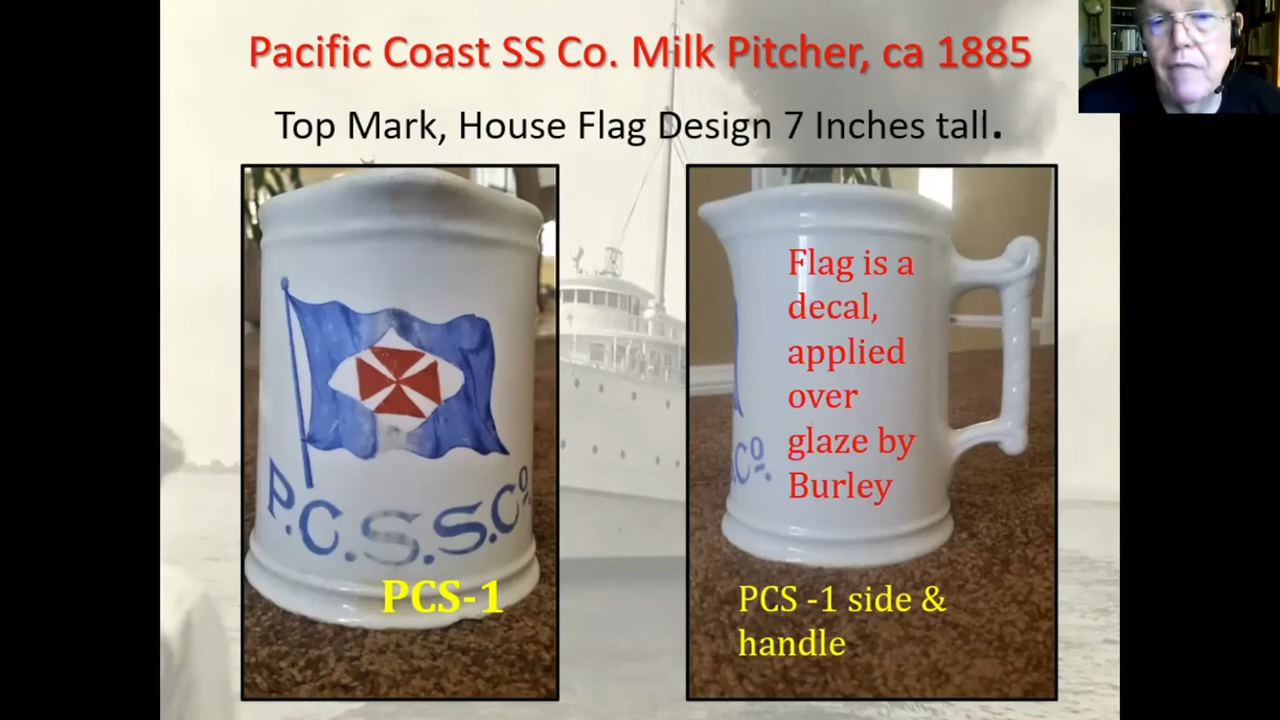 Pacific Coast SS Co. Milk Pitcher, ca 1885
Top Mark, House Flag Design 7 Inches tall.
P.C.S.S.Cº.
PCS-1
Flag is a
decal,
applied
over
glaze by
Burley
.Cº.
PCS -1 side &
handle